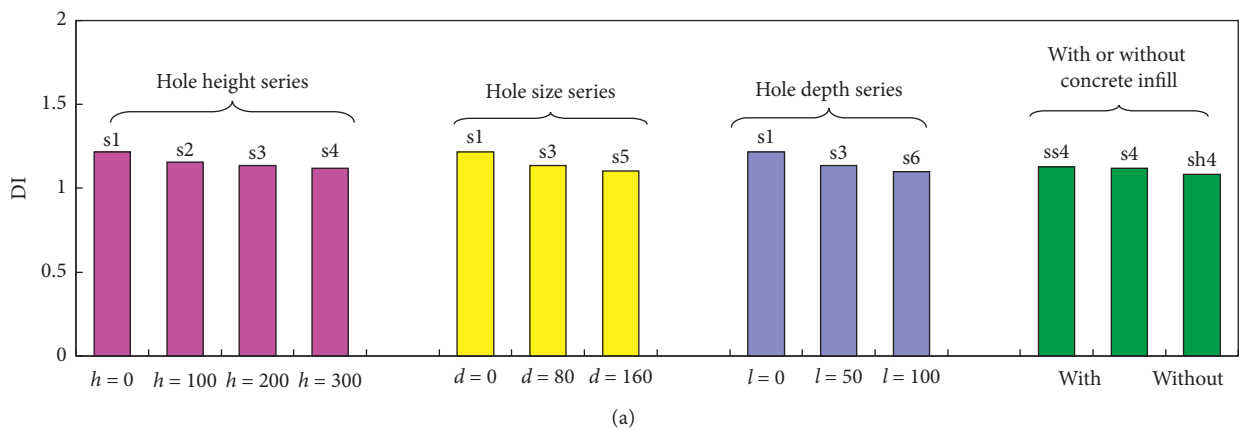 2
1.5
1
0.5
0
DI
Hole height series
s1
s2
s3
s4
h = 0
h = 100
h = 200
h = 300
Hole size series
s1
s3
s5
d = 0
d = 80
d = 160
Hole depth series
s1
s3
s6
l = 0
l = 50
l = 100
With or without
concrete infill
ss4
s4
sh4
With
Without
(a)